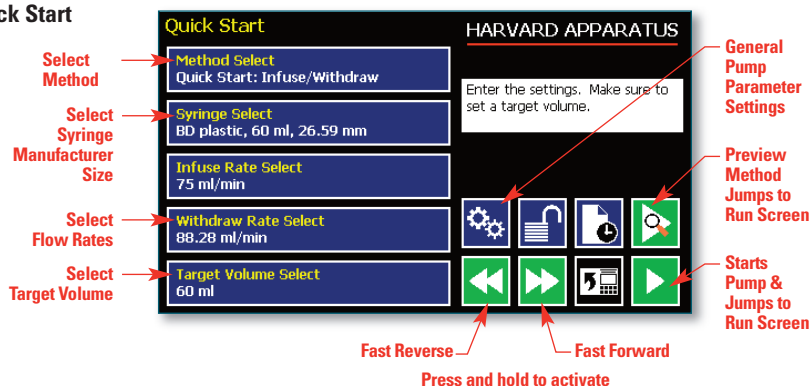 ck Start
Quick Start
HARVARD APPARATUS
Select
Method
Method Select
Quick Start: Infuse/Withdraw
Select
Syringe
Manufacturer
Size
Syringe Select
BD plastic, 60 ml, 26.59 mm
Infuse Rate Select
75 ml/min
Select
Flow Rates
Withdraw Rate Select
88.28 ml/min
Select
Target Volume
Target Volume Select
60 ml
Enter the settings. Make sure to
set a target volume.
General
Pump
Parameter
Settings
Preview
Method
Jumps to
Run Screen
Starts
Pump &
Jumps to
Run Screen
Fast Reverse
Fast Forward
Press and hold to activate